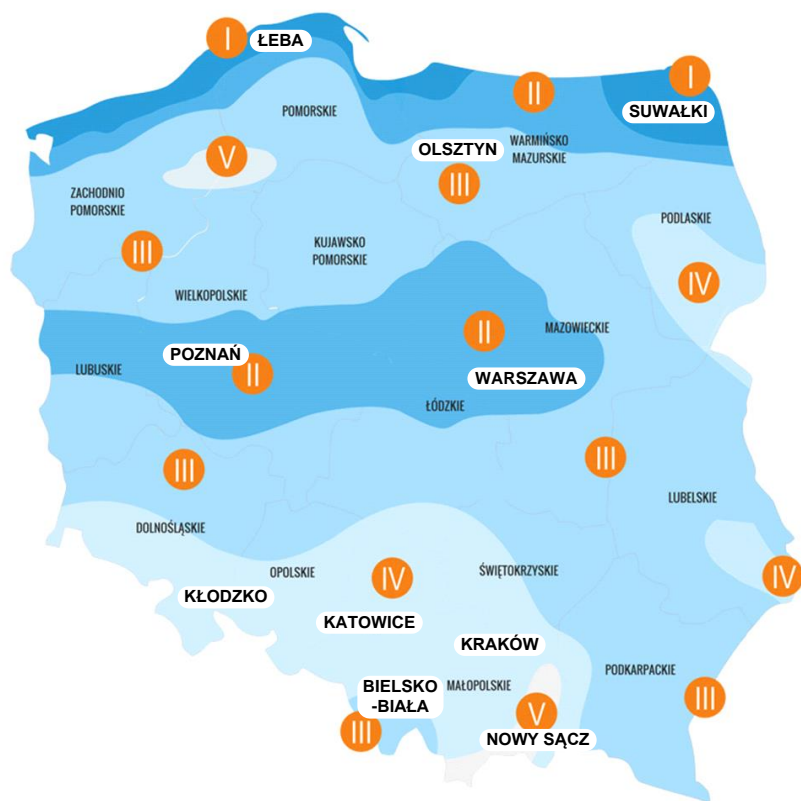 I
ŁEBA
I
II
SUWAŁKI
POMORSKIE
WARMIŃSKO
MAZURSKIE
OLSZTYN
V
III
ZACHODNIO
POMORSKIE
PODLASKIE
KUJAWSKO
POMORSKIE
III
IV
WIELKOPOLSKIE
II
MAZOWIECKIE
POZNAŃ
LUBUSKIE
II
WARSZAWA
ŁÓDZKIE
III
III
LUBELSKIE
DOLNOŚLĄSKIE
OPOLSKIE
IV
ŚWIĘTOKRZYSKIE
IV
KŁODZKO
KATOWICE
KRAKÓW
PODKARPACKIE
BIELSKO
-BIAŁA
MAŁOPOLSKIE
III
V
III
NOWY SĄCZ